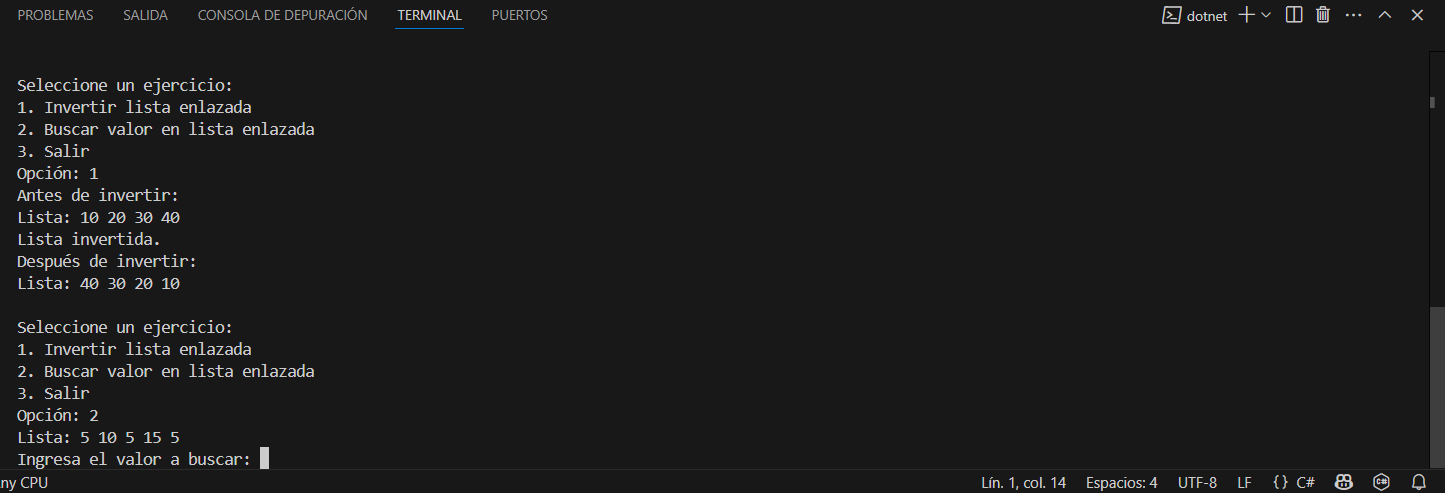 PROBLEMAS SALIDA CONSOLA DE DEPURACIÓN TERMINAL PUERTOS dotnet
Seleccione un ejercicio:
1. Invertir lista enlazada
2. Buscar valor en lista enlazada
3. Salir
Opción: 1
Antes de invertir:
Lista: 10 20 30 40
Lista invertida.
Después de invertir:
Lista: 40 30 20 10
Seleccione un ejercicio:
1. Invertir lista enlazada
2. Buscar valor en lista enlazada
3. Salir
Opción: 2
Lista: 5 10 5 15 5
Ingresa el valor a buscar:
ny CPU Lín. 1, col. 14 Espacios: 4 UTF-8 LF {} C#